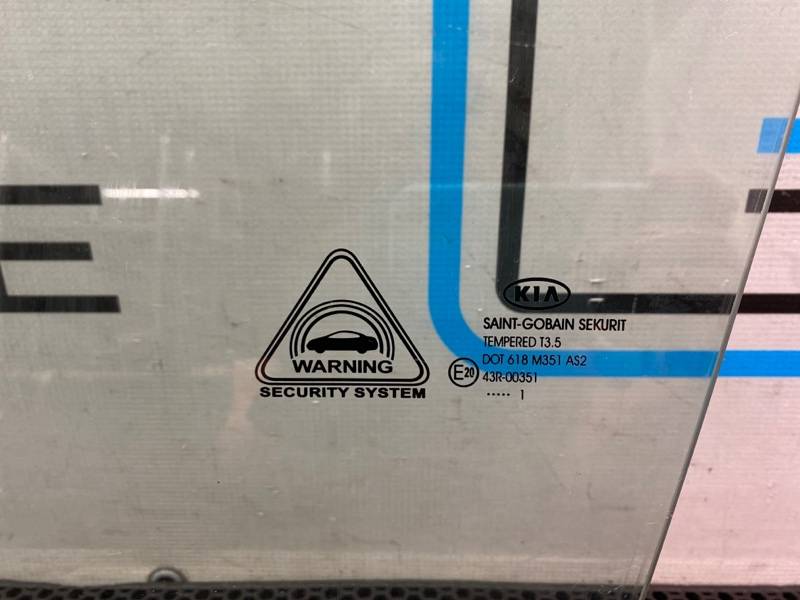 WARNING
SECURITY SYSTEM
KIA
SAINT-GOBAIN SEKURIT
TEMPERED T3.5
DOT 618 M351 AS2
E20 43R-00351
..... 1